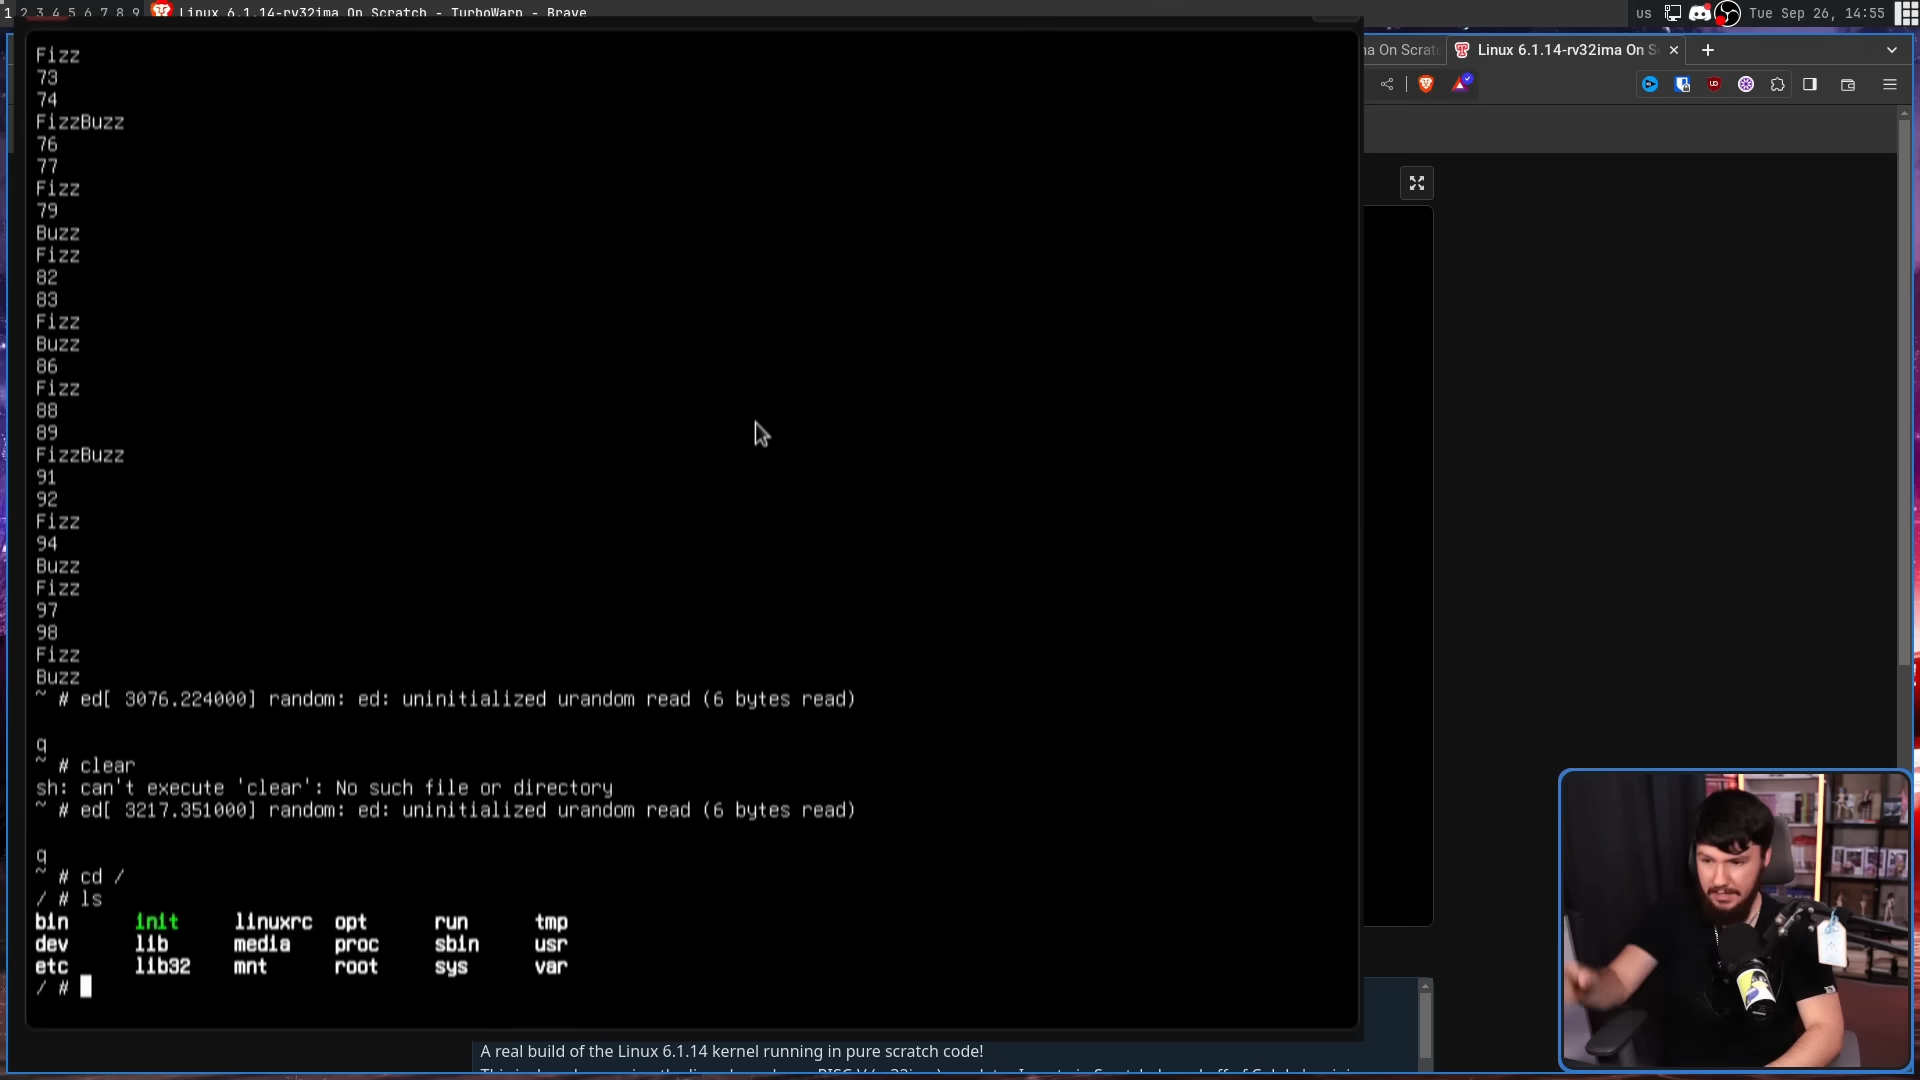 1 2 3 4 5 6 7 8 9 Linux 6.1.14-rv32ima On Scratch - TurboWarp - Brave
us Tue Sep 26, 14:55
na On Scrat
Linux 6.1.14-rv32ima On S
Fizz
73
74
FizzBuzz
76
77
Fizz
79
Buzz
Fizz
82
83
Fizz
Buzz
86
Fizz
88
89
FizzBuzz
91
92
Fizz
94
Buzz
Fizz
97
98
Fizz
Buzz
~ # ed[ 3076.224000] random: ed: uninitialized urandom read (6 bytes read)
q
~ # clear
sh: can't execute 'clear': No such file or directory
~ # ed[ 3217.351000] random: ed: uninitialized urandom read (6 bytes read)
q
~ # cd /
/ # ls
bin init linuxrc opt run tmp
dev lib media proc sbin usr
etc lib32 mnt root sys var
/ #
A real build of the Linux 6.1.14 kernel running in pure scratch code!